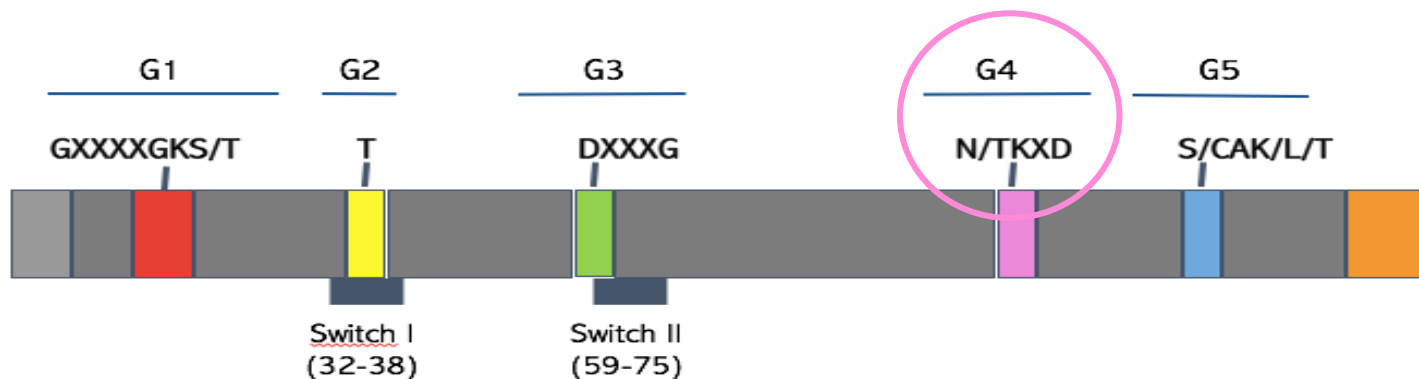 G1 G2 G3 G4 G5
GXXXXGKS/T T DXXXG N/TKXD S/CAK/L/T
Switch I Switch II
(32-38) (59-75)